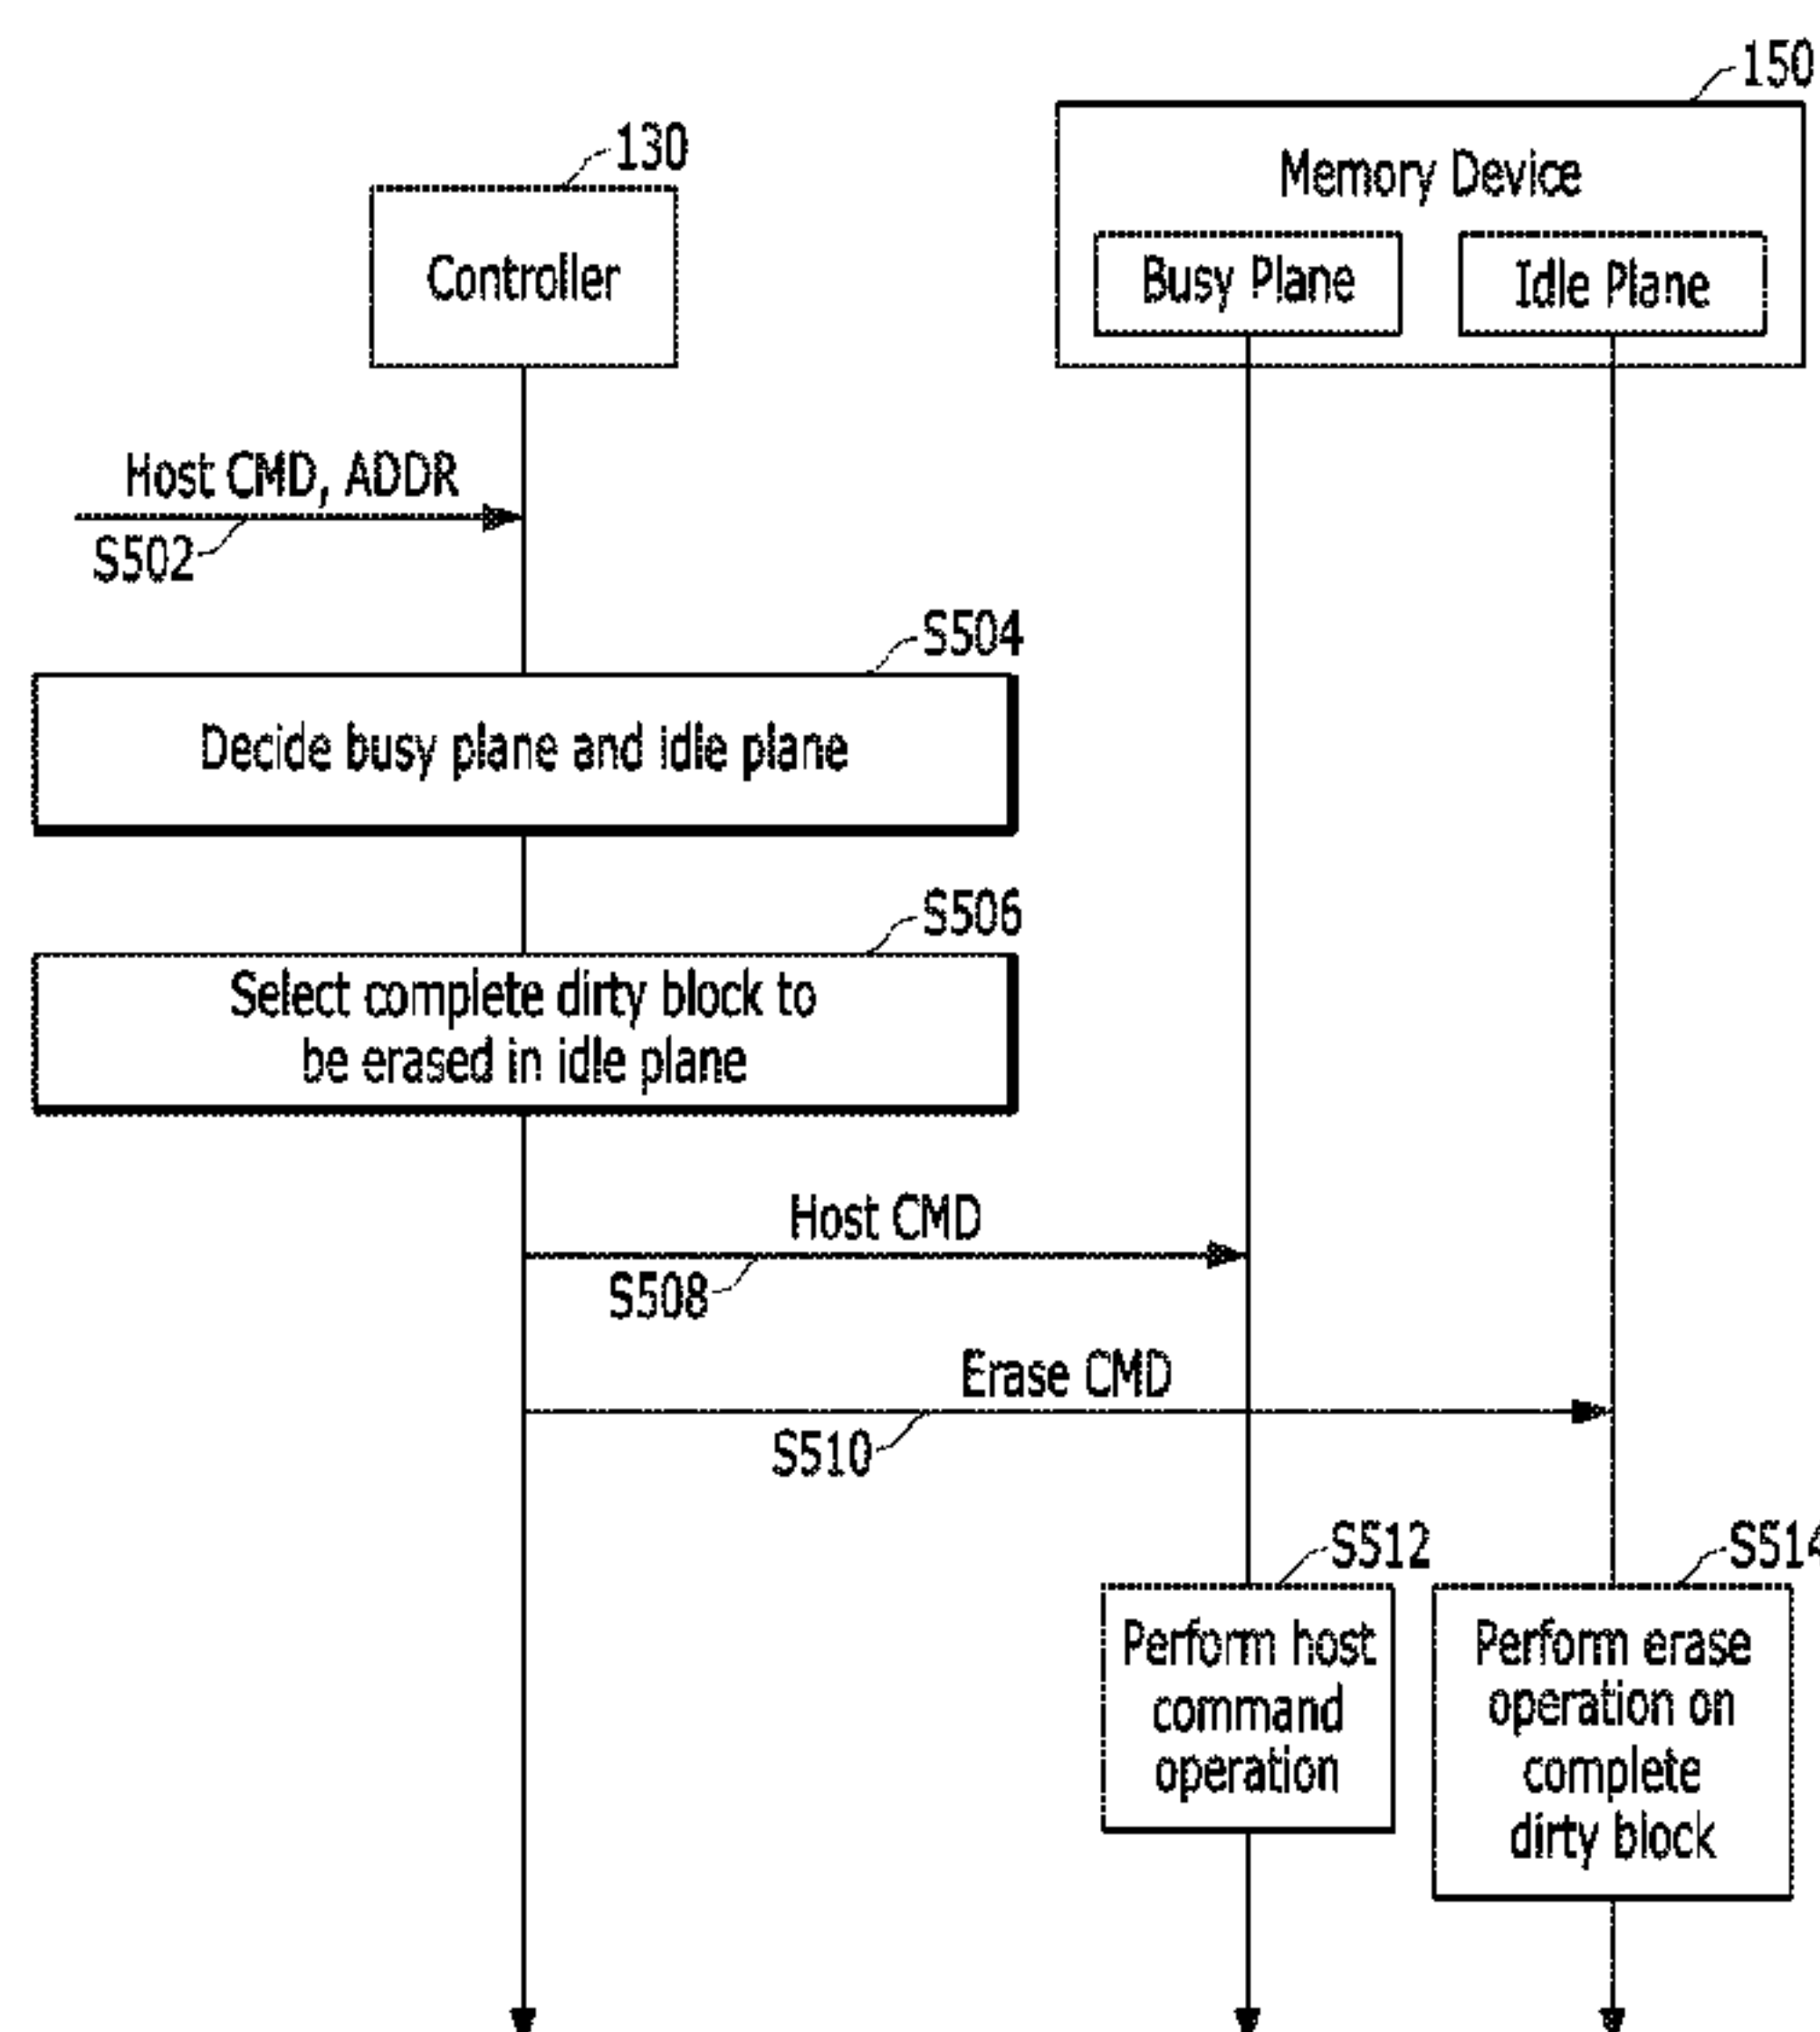 150
130
Memory Device
Controller
Busy Plane
Idle Plane
Host CMD, ADDR
S502
S504
Decide busy plane and idle plane
S506
Select complete dirty block to
be erased in idle plane
Host CMD
S508
Erase CMD
S510
S512
S514
Perform host
command
operation
Perform erase
operation on
complete
dirty block